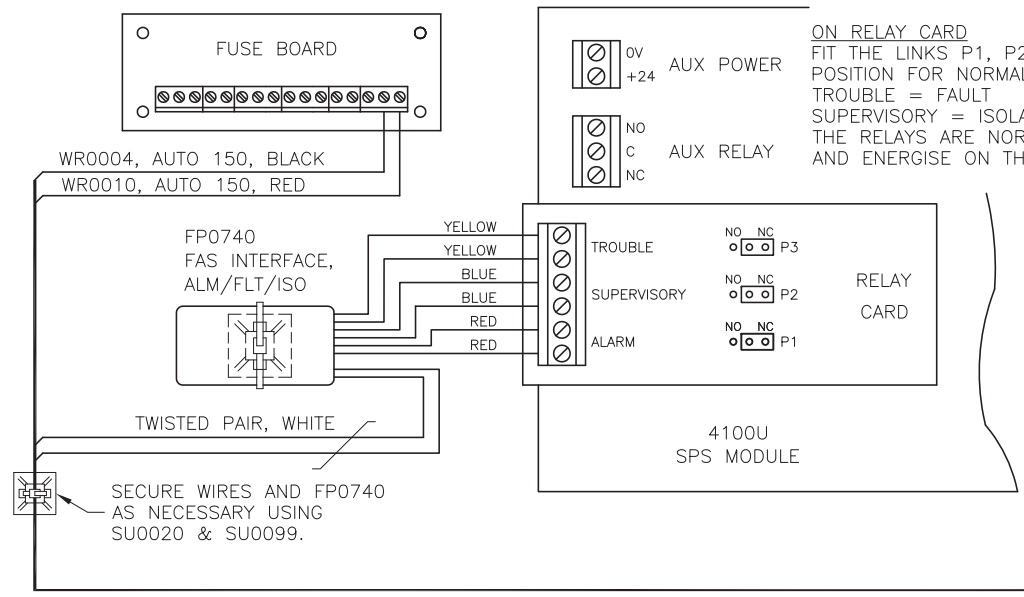 FUSE BOARD
WR0004, AUTO 150, BLACK
WR0010, AUTO 150, RED
FP0740
FAS INTERFACE,
ALM/FLT/ISO
YELLOW
YELLOW
BLUE
BLUE
RED
RED
TWISTED PAIR, WHITE
SECURE WIRES AND FP0740
AS NECESSARY USING
SU0020 & SU0099.
0V
+24
AUX POWER
NO
C
NC
AUX RELAY
ON RELAY CARD
FIT THE LINKS P1, P2
POSITION FOR NORMAL
TROUBLE = FAULT
SUPERVISORY = ISOLA
THE RELAYS ARE NOR
AND ENERGISE ON TH
TROUBLE
SUPERVISORY
ALARM
NO NC
P3
NO NC
P2
NO NC
P1
RELAY
CARD
4100U
SPS MODULE